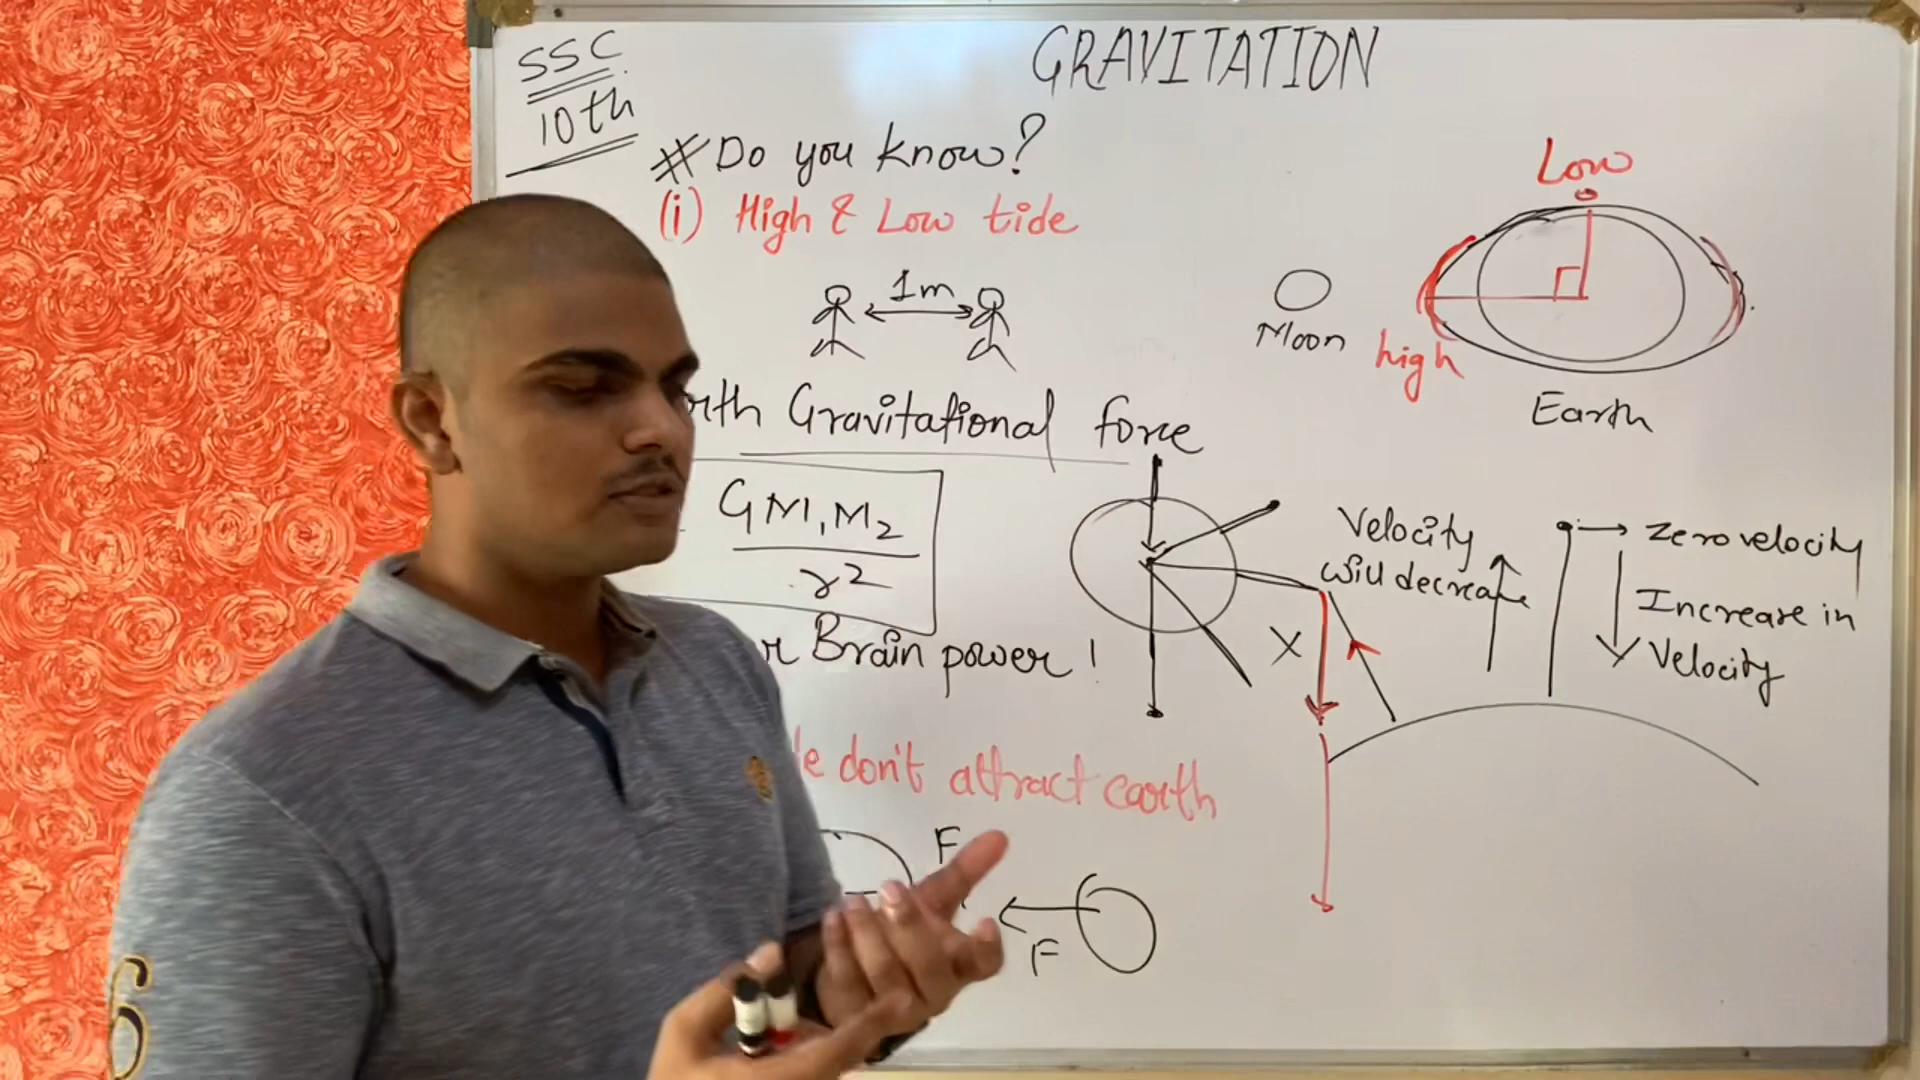 SSC
10th
GRAVITATION
# Do you know?
(i) High & Low tide
1m
Low
Moon
high
Earth
Gravitational force
GM1M2
r2
Brain power!
Velocity
will decrease
X
Zero velocity
Increase in
Velocity
don't attract earth
F
F
6